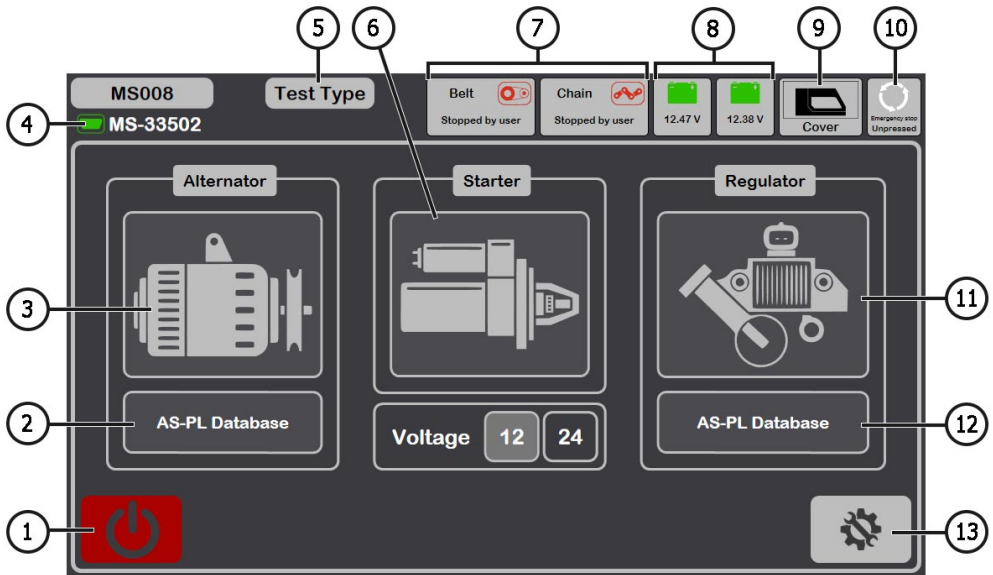 5
6
7
8
9
10
MS008
Test Type
Belt
Stopped by user
Chain
Stopped by user
12.47 V
12.38 V
Cover
Emergency stop
Unpressed
4
MS-33502
Alternator
Starter
Regulator
3
11
2
AS-PL Database
Voltage
12
24
AS-PL Database
12
1
13